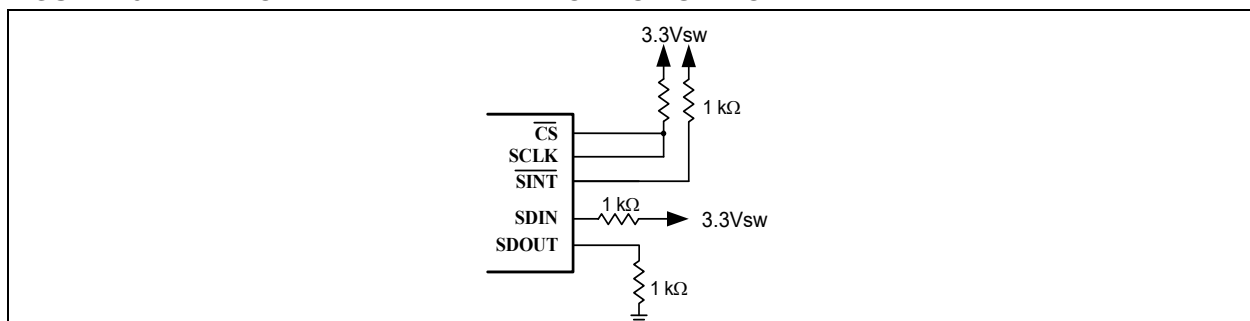 3.3Vsw
1 kΩ
CS
SCLK
SINT
1 kΩ
SDIN
3.3Vsw
SDOUT
1 kΩ